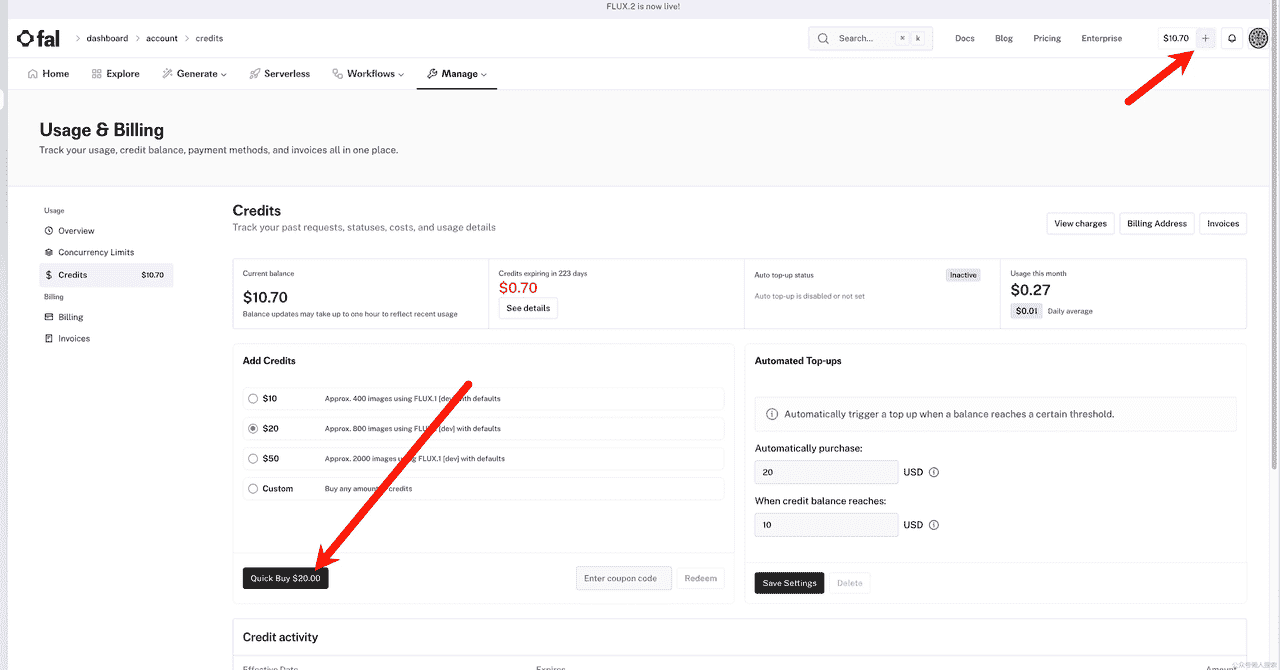 FLUX.2 is now live!
fal
dashboard
account
credits
Search...
k
Docs
Blog
Pricing
Enterprise
$10.70
+
Home
Explore
Generate
Serverless
Workflows
Manage
Usage & Billing
Track your usage, credit balance, payment methods, and invoices all in one place.
Usage
Overview
Concurrency Limits
$ Credits $10.70
Billing
Billing
Invoices
Credits
Track your past requests, statuses, costs, and usage details
View charges
Billing Address
Invoices
Current balance
$10.70
Balance updates may take up to one hour to reflect recent usage
Credits expiring in 223 days
$0.70
See details
Auto top-up status
Inactive
Auto top-up is disabled or not set
Usage this month
$0.27
$0.01 Daily average
Add Credits
$10 Approx. 400 images using FLUX.1 [dev] with defaults
$20 Approx. 800 images using [dev] with defaults
$50 Approx. 2000 images FLUX.1 [dev] with defaults
Custom Buy any amount credits
Quick Buy $20.00
Enter coupon code
Redeem
Automated Top-ups
Automatically trigger a top up when a balance reaches a certain threshold.
Automatically purchase:
20 USD
When credit balance reaches:
10 USD
Save Settings
Delete
Credit activity
Effective Date
Expires
Amount